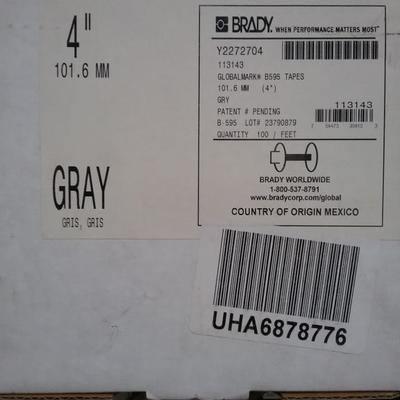 4"
101.6 MM
GRAY
GRIS, GRIS
BRADY. WHEN PERFORMANCE MATTERS MOST™
Y2272704
113143
GLOBALMARK® B595 TAPES
101.6 MM (4")
GRY
PATENT # PENDING
B-595 LOT# 23790879
QUANTITY 100 / FEET
113143
BRADY WORLDWIDE
1-800-537-8791
www.bradycorp.com/global
COUNTRY OF ORIGIN MEXICO
UHA6878776